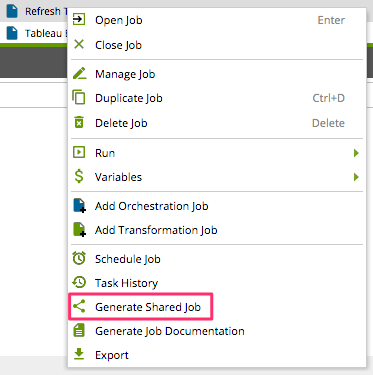 Refresh T
Tableau E
Open Job Enter
Close Job
Manage Job
Duplicate Job Ctrl+D
Delete Job Delete
Run
Variables
Add Orchestration Job
Add Transformation Job
Schedule Job
Task History
Generate Shared Job
Generate Job Documentation
Export